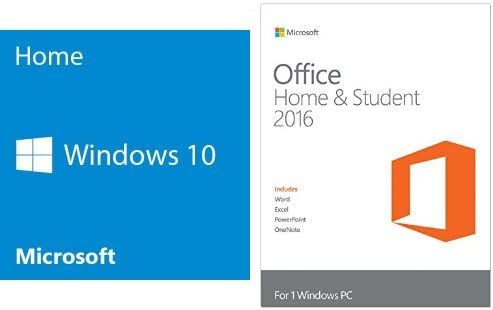 Home
Windows 10
Microsoft
Microsoft
Office
Home & Student
2016
Includes
Word
Excel
PowerPoint
OneNote
For 1 Windows PC